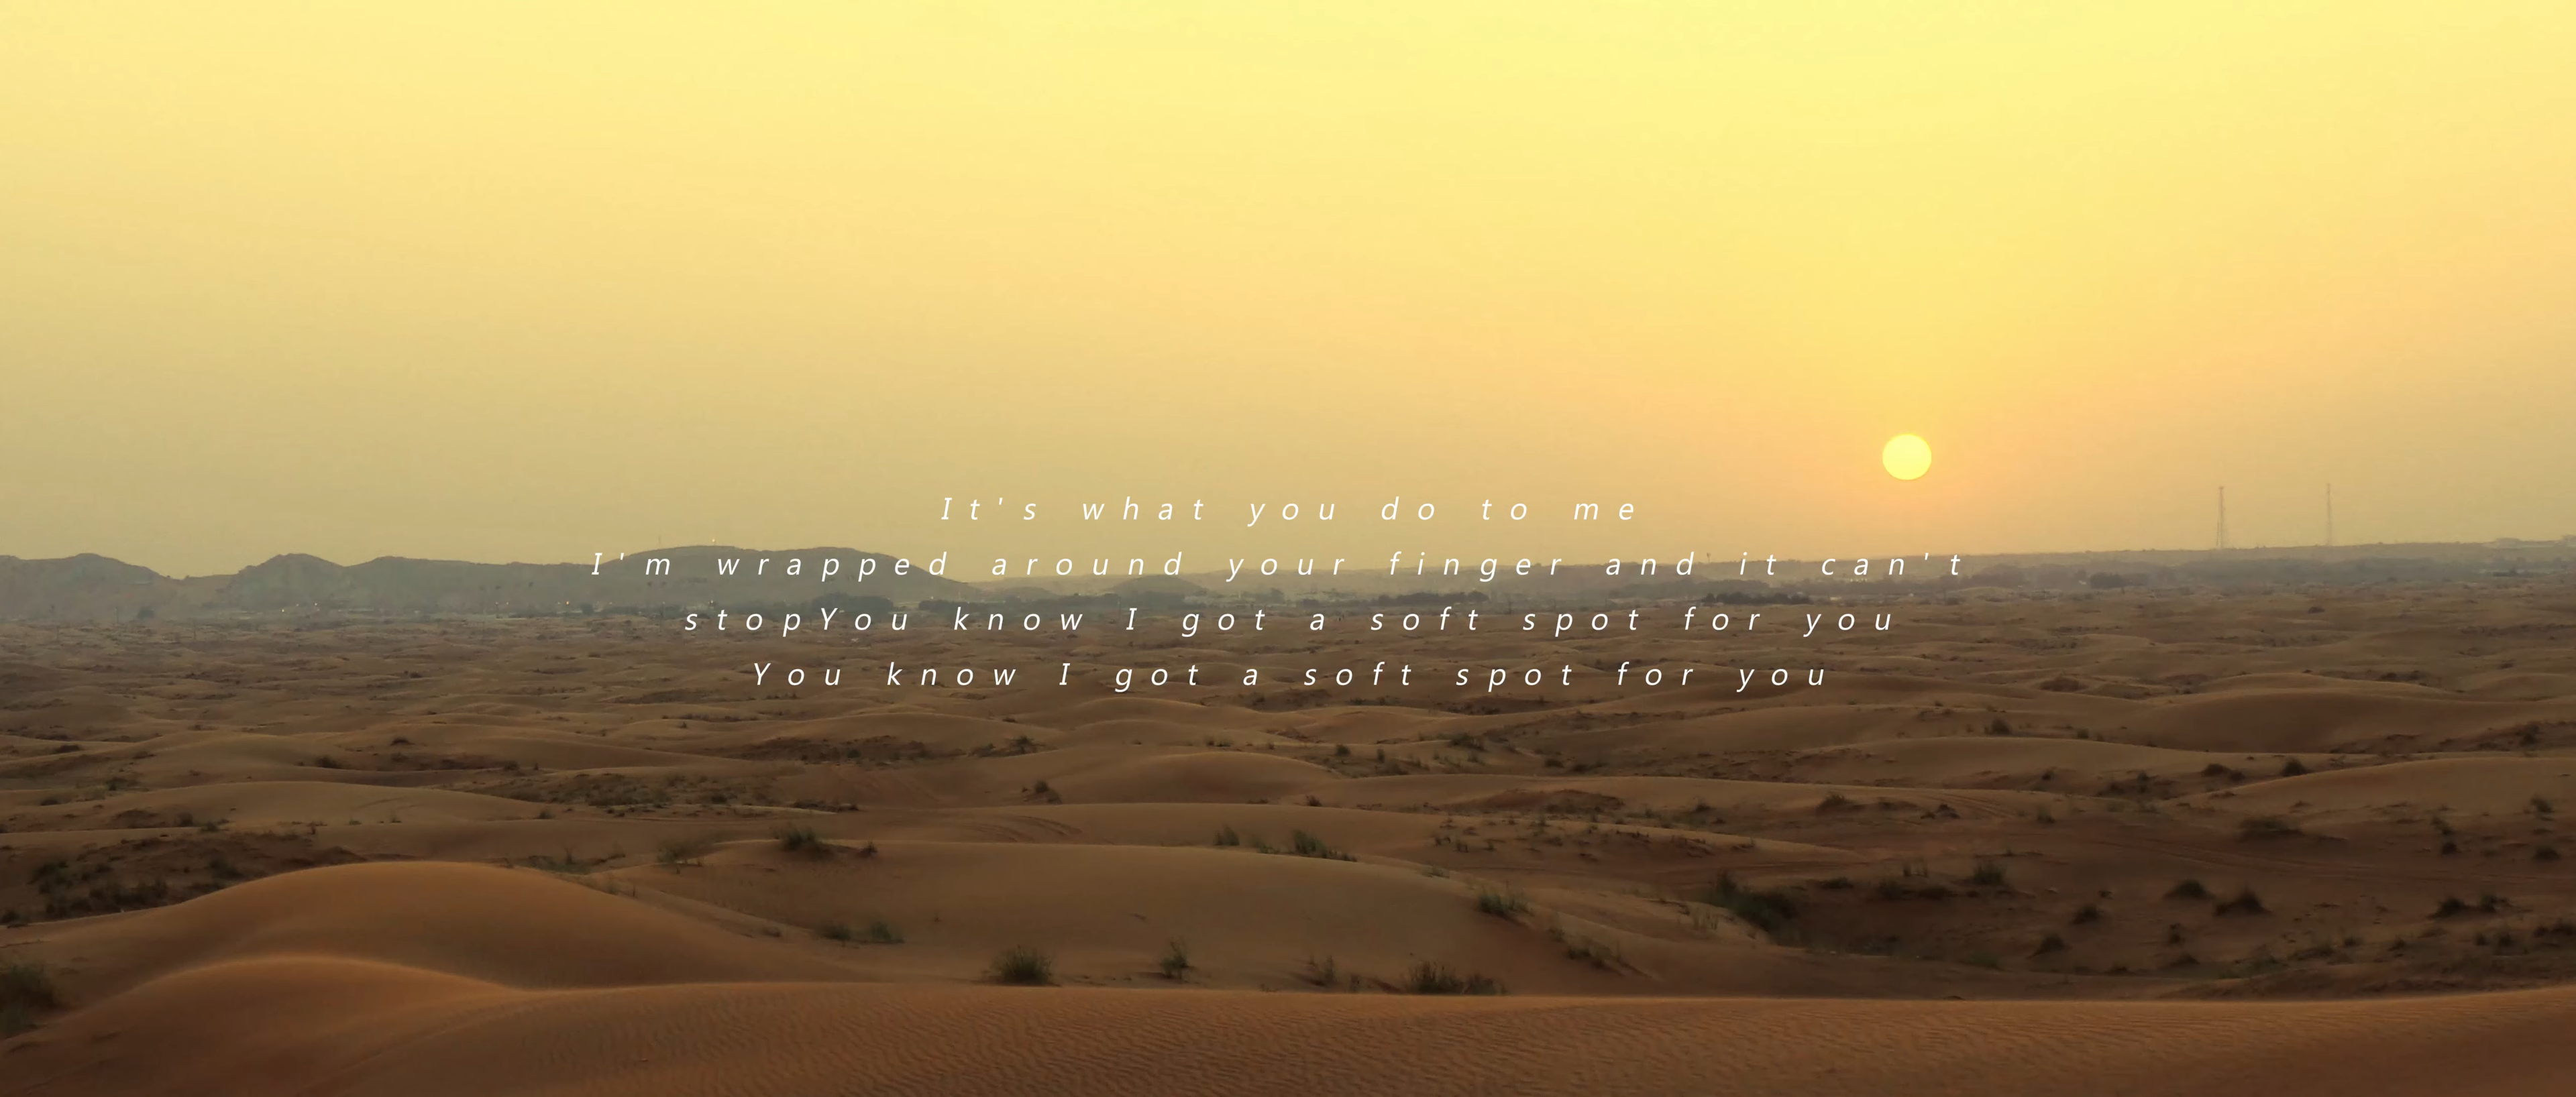 It's what you do to me
I'm wrapped around your finger and it can't
stopYou know I got a soft spot for you
You know I got a soft spot for you